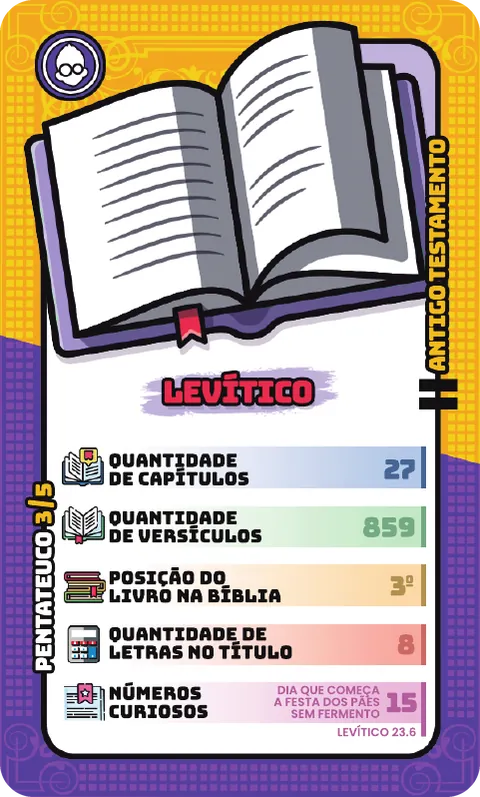 ANTIGO TESTAMENTO
LEVÍTICO
PENTATEUCO 3/5
QUANTIDADE
DE CAPÍTULOS
27
QUANTIDADE
DE VERSÍCULOS
859
POSIÇÃO DO
LIVRO NA BÍBLIA
3º
QUANTIDADE DE
LETRAS NO TÍTULO
8
NÚMEROS
CURIOSOS
DIA QUE COMEÇA
A FESTA DOS PÃES
SEM FERMENTO
15
LEVÍTICO 23.6